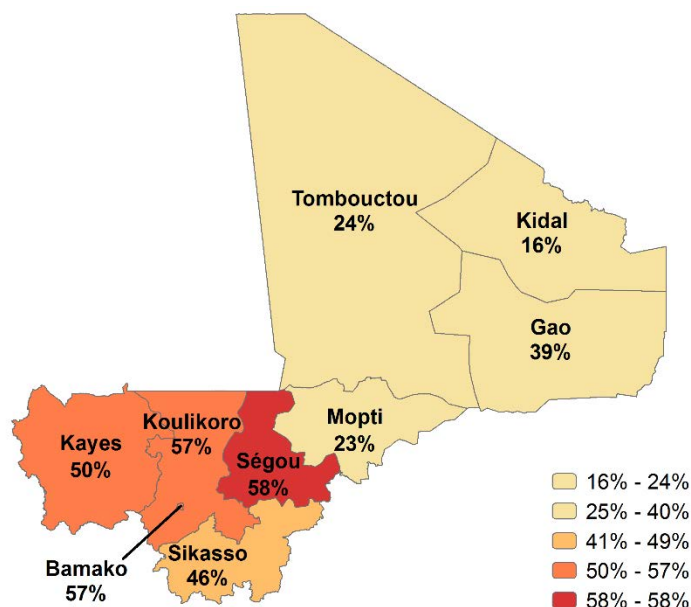 Tombouctou
24%
Kidal
16%
Gao
39%
Mopti
23%
Koulikoro
57%
Kayes
50%
Ségou
58%
Bamako
57%
Sikasso
46%
16% - 24%
25% - 40%
41% - 49%
50% - 57%
58% - 58%